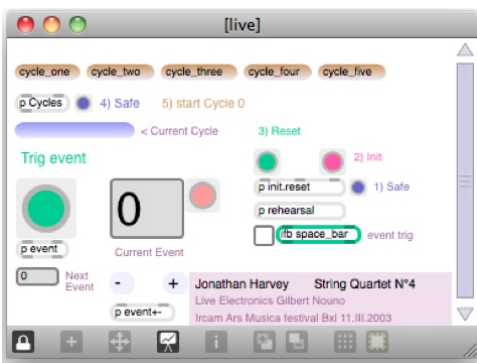 [live]
cycle_one cycle_two cycle_three cycle_four cycle_five
p Cycles 4) Safe 5) start Cycle 0
< Current Cycle 3) Reset
Trig event 2) Init
p init.reset 1) Safe
0
p rehearsal
fb space_bar event trig
p event Current Event
0 Next
Event
- + Jonathan Harvey String Quartet N°4
Live Electronics Gilbert Nouno
p event+-
Ircam Ars Musica festival Bxl 11.III.2003